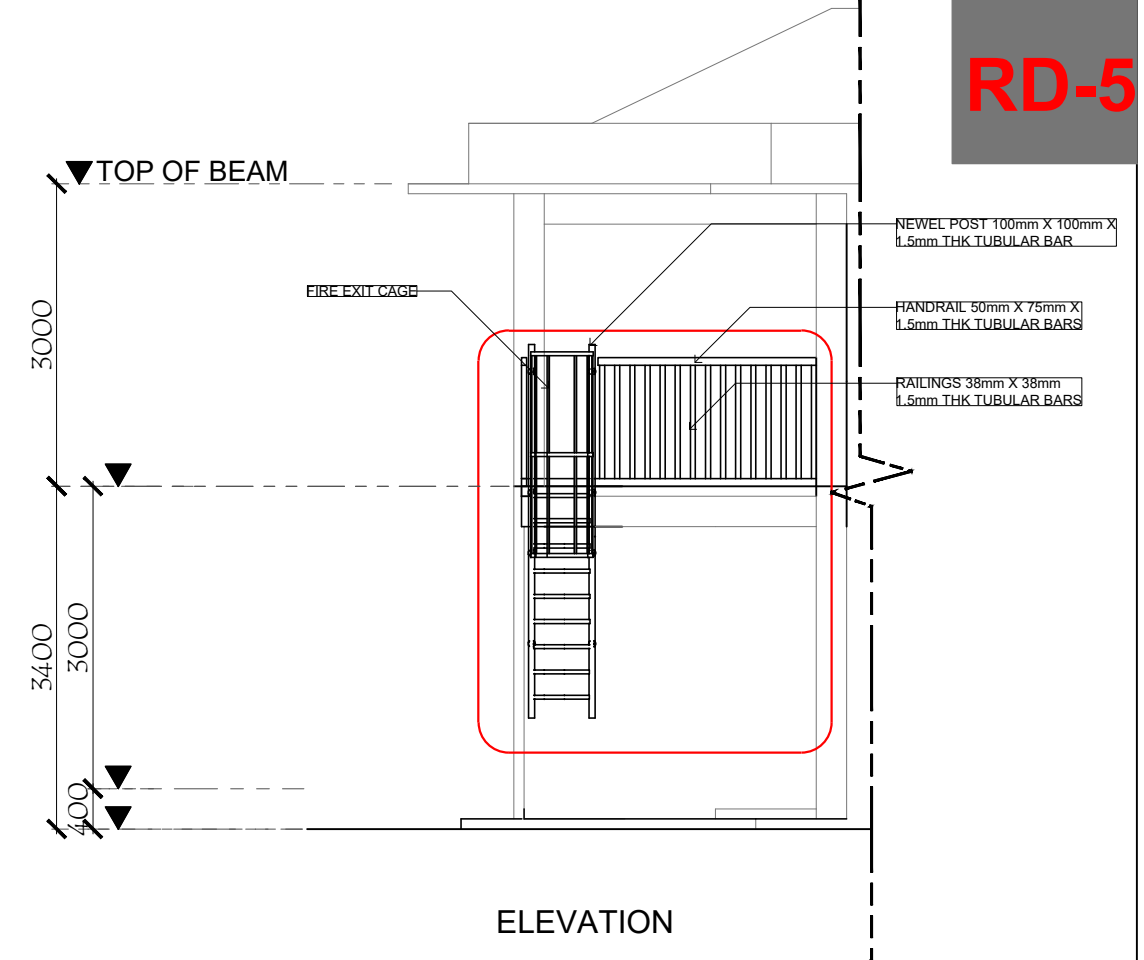 RD-5
TOP OF BEAM
NEWEL POST 100mm X 100mm X
1.5mm THK TUBULAR BAR
FIRE EXIT CAGE
HANDRAIL 50mm X 75mm X
1.5mm THK TUBULAR BARS
3000
RAILINGS 38mm X 38mm
1.5mm THK TUBULAR BARS
3400
3000
400
ELEVATION